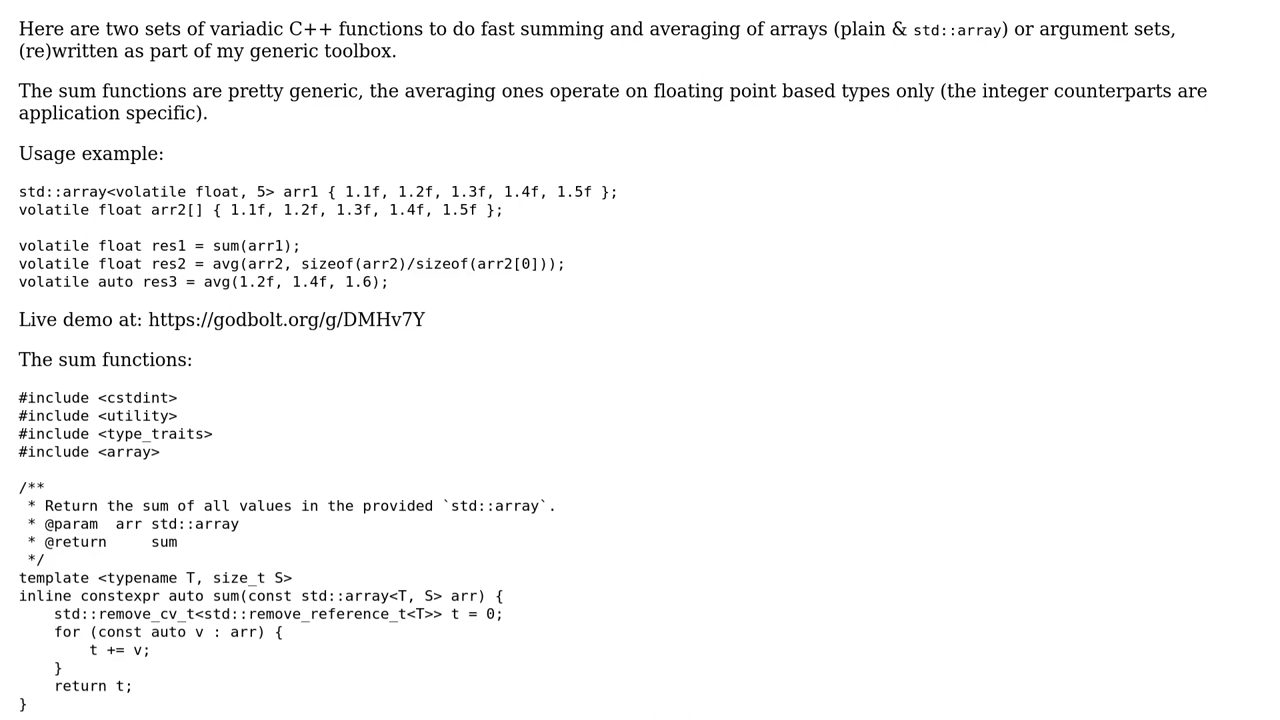 Here are two sets of variadic C++ functions to do fast summing and averaging of arrays (plain & std::array) or argument sets,
(re)written as part of my generic toolbox.
The sum functions are pretty generic, the averaging ones operate on floating point based types only (the integer counterparts are
application specific).
Usage example:
std::array<volatile float, 5> arr1 { 1.1f, 1.2f, 1.3f, 1.4f, 1.5f };
volatile float arr2[] { 1.1f, 1.2f, 1.3f, 1.4f, 1.5f };
volatile float res1 = sum(arr1);
volatile float res2 = avg(arr2, sizeof(arr2)/sizeof(arr2[0]));
volatile auto res3 = avg(1.2f, 1.4f, 1.6);
Live demo at: https://godbolt.org/g/DMHv7Y
The sum functions:
#include <cstdint>
#include <utility>
#include <type_traits>
#include <array>
/**
 * Return the sum of all values in the provided `std::array`.
 * @param  arr std::array
 * @return     sum
 */
template <typename T, size_t S>
inline constexpr auto sum(const std::array<T, S> arr) {
    std::remove_cv_t<std::remove_reference_t<T>> t = 0;
    for (const auto v : arr) {
        t += v;
    }
    return t;
}